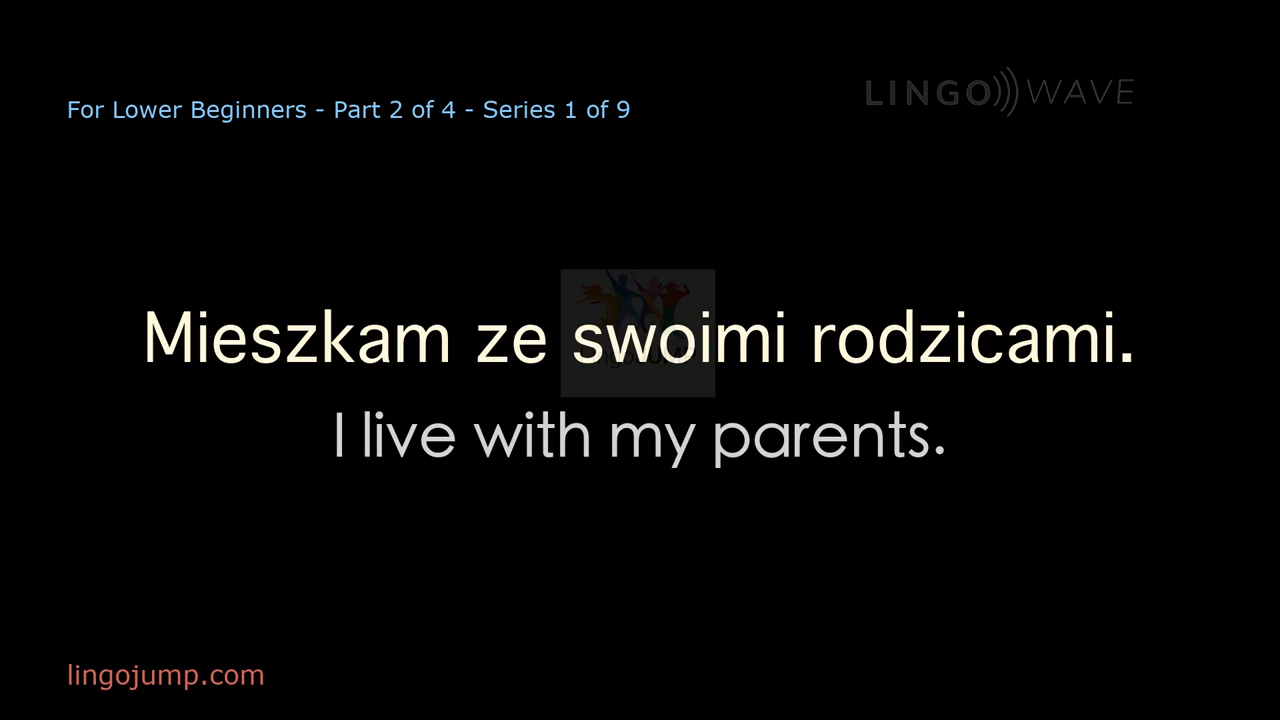 For Lower Beginners - Part 2 of 4 - Series 1 of 9
LINGO WAVE
Mieszkam ze swoimi rodzicami.
I live with my parents.
lingojump.com